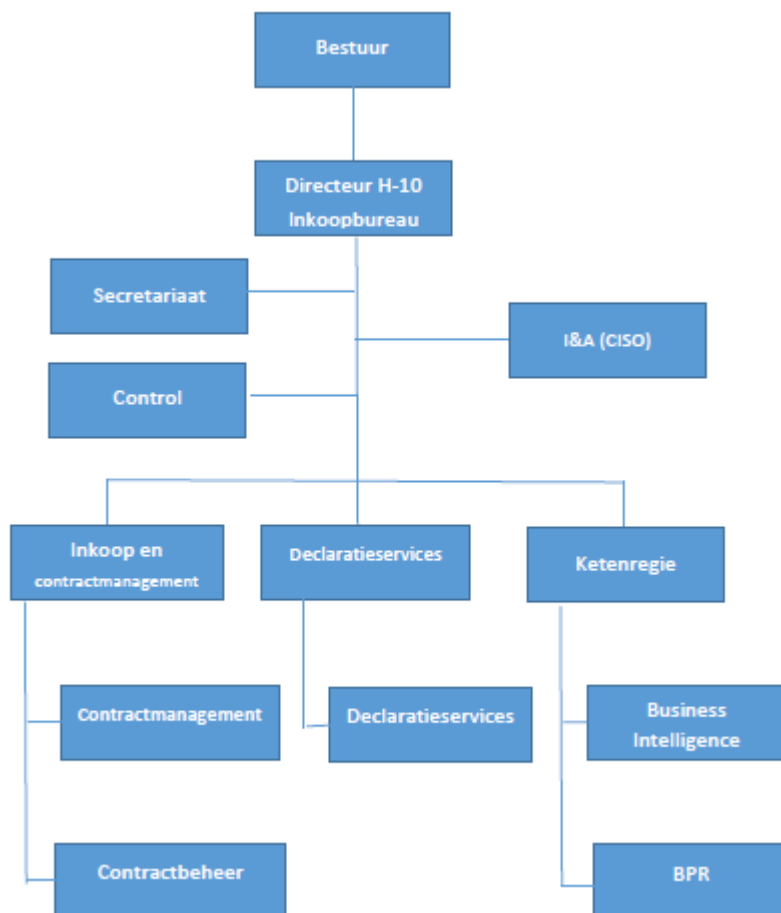 Bestuur
Directeur H-10
Inkoopbureau
Secretariaat
I&A (CISO)
Control
Inkoop en
contractmanagement
Declaratieservices
Ketenregie
Contractmanagement
Declaratieservices
Business
Intelligence
Contractbeheer
BPR